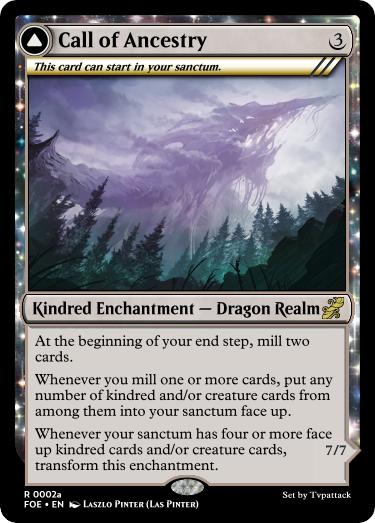 Call of Ancestry 3
This card can start in your sanctum.
Kindred Enchantment — Dragon Realm
At the beginning of your end step, mill two
cards.
Whenever you mill one or more cards, put any
number of kindred and/or creature cards from
among them into your sanctum face up.
Whenever your sanctum has four or more face
up kindred cards and/or creature cards,
transform this enchantment.
7/7
R 0002a
FOE • EN Laszlo Pinter (Las Pinter)
Set by Tvpattack